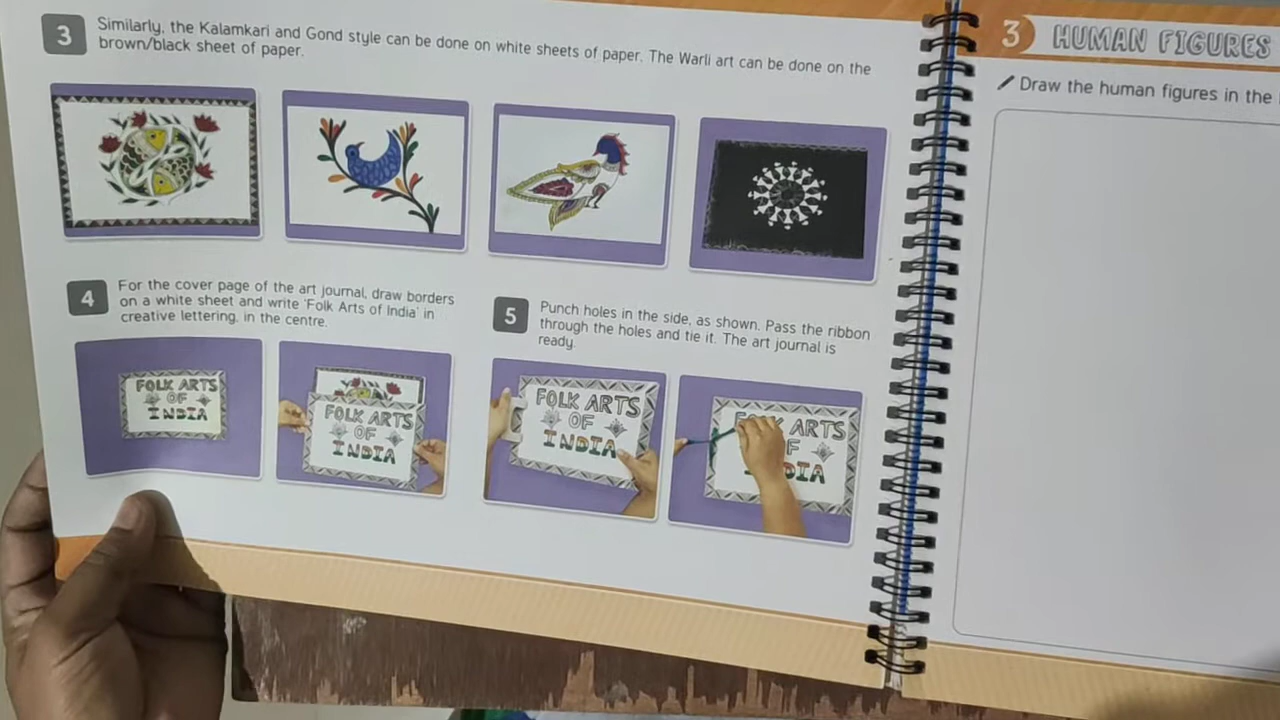 3
Similarly, the Kalamkari and Gond style can be done on white sheets of paper. The Warli art can be done on the
brown/black sheet of paper.
4
For the cover page of the art journal, draw borders
on a white sheet and write 'Folk Arts of India' in
creative lettering, in the centre.
5
Punch holes in the side, as shown. Pass the ribbon
through the holes and tie it. The art journal is
ready.
FOLK ARTS
OF
INDIA
FOLK ARTS
OF
INDIA
FOLK ARTS
OF
INDIA
ARTS
3 HUMAN FIGURES
Draw the human figures in the